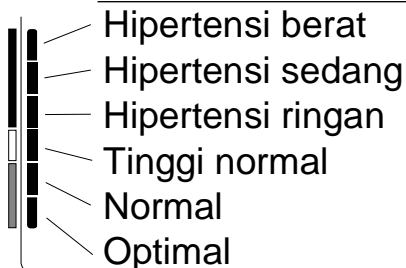 Hipertensi berat
Hipertensi sedang
Hipertensi ringan
Tinggi normal
Normal
Optimal